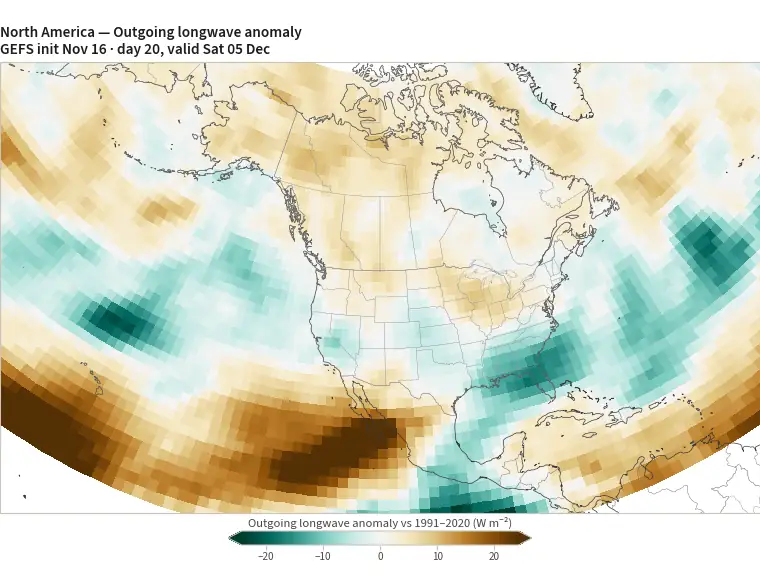 North America — Outgoing longwave anomaly
GEFS init Nov 16 · day 20, valid Sat 05 Dec
Outgoing longwave anomaly vs 1991–2020 (W m⁻²)
−20 −10 0 10 20